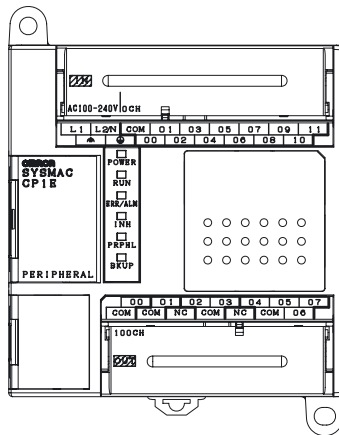 IN
AC100-240V 0CH
L1 L2/N COM 01 03 05 07 09 11
00 02 04 06 08 10
POWER
OMRON
SYSMAC
CP1E
RUN
ERR/ALM
INH
PRPHL
BKUP
PERIPHERAL
00 01 02 03 04 05 07
COM COM NC COM NC COM 06
100CH
OUT